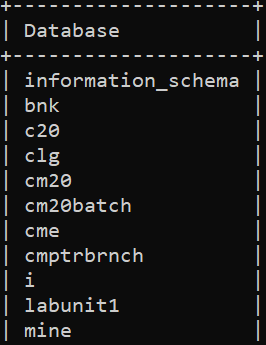 +--------------------+
| Database           |
+--------------------+
| information_schema |
| bnk                |
| c20                |
| clg                |
| cm20               |
| cm20batch          |
| cme                |
| cmptrbrnch         |
| i                  |
| labunit1           |
| mine               |